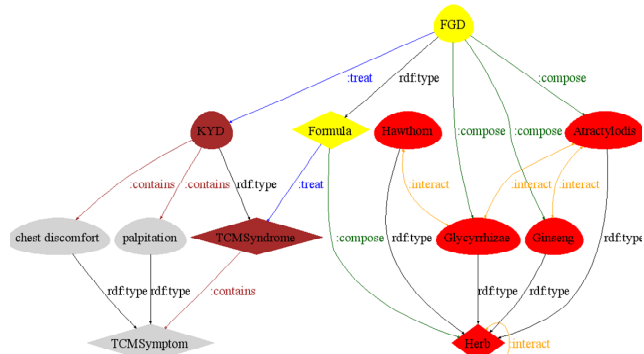 FGD
:treat
rdf:type
:compose
KYD
Formula
Hawthorn
:compose
:compose
Atractylodis
:contains
:contains
rdf:type
:treat
:interact
:interact
:interact
chest discomfort
palpitation
TCMSyndrome
:compose
rdf:type
Glycyrrhizae
Ginseng
rdf:type
rdf:type
rdf:type
:contains
rdf:type
rdf:type
TCMSymptom
Herb
:interact